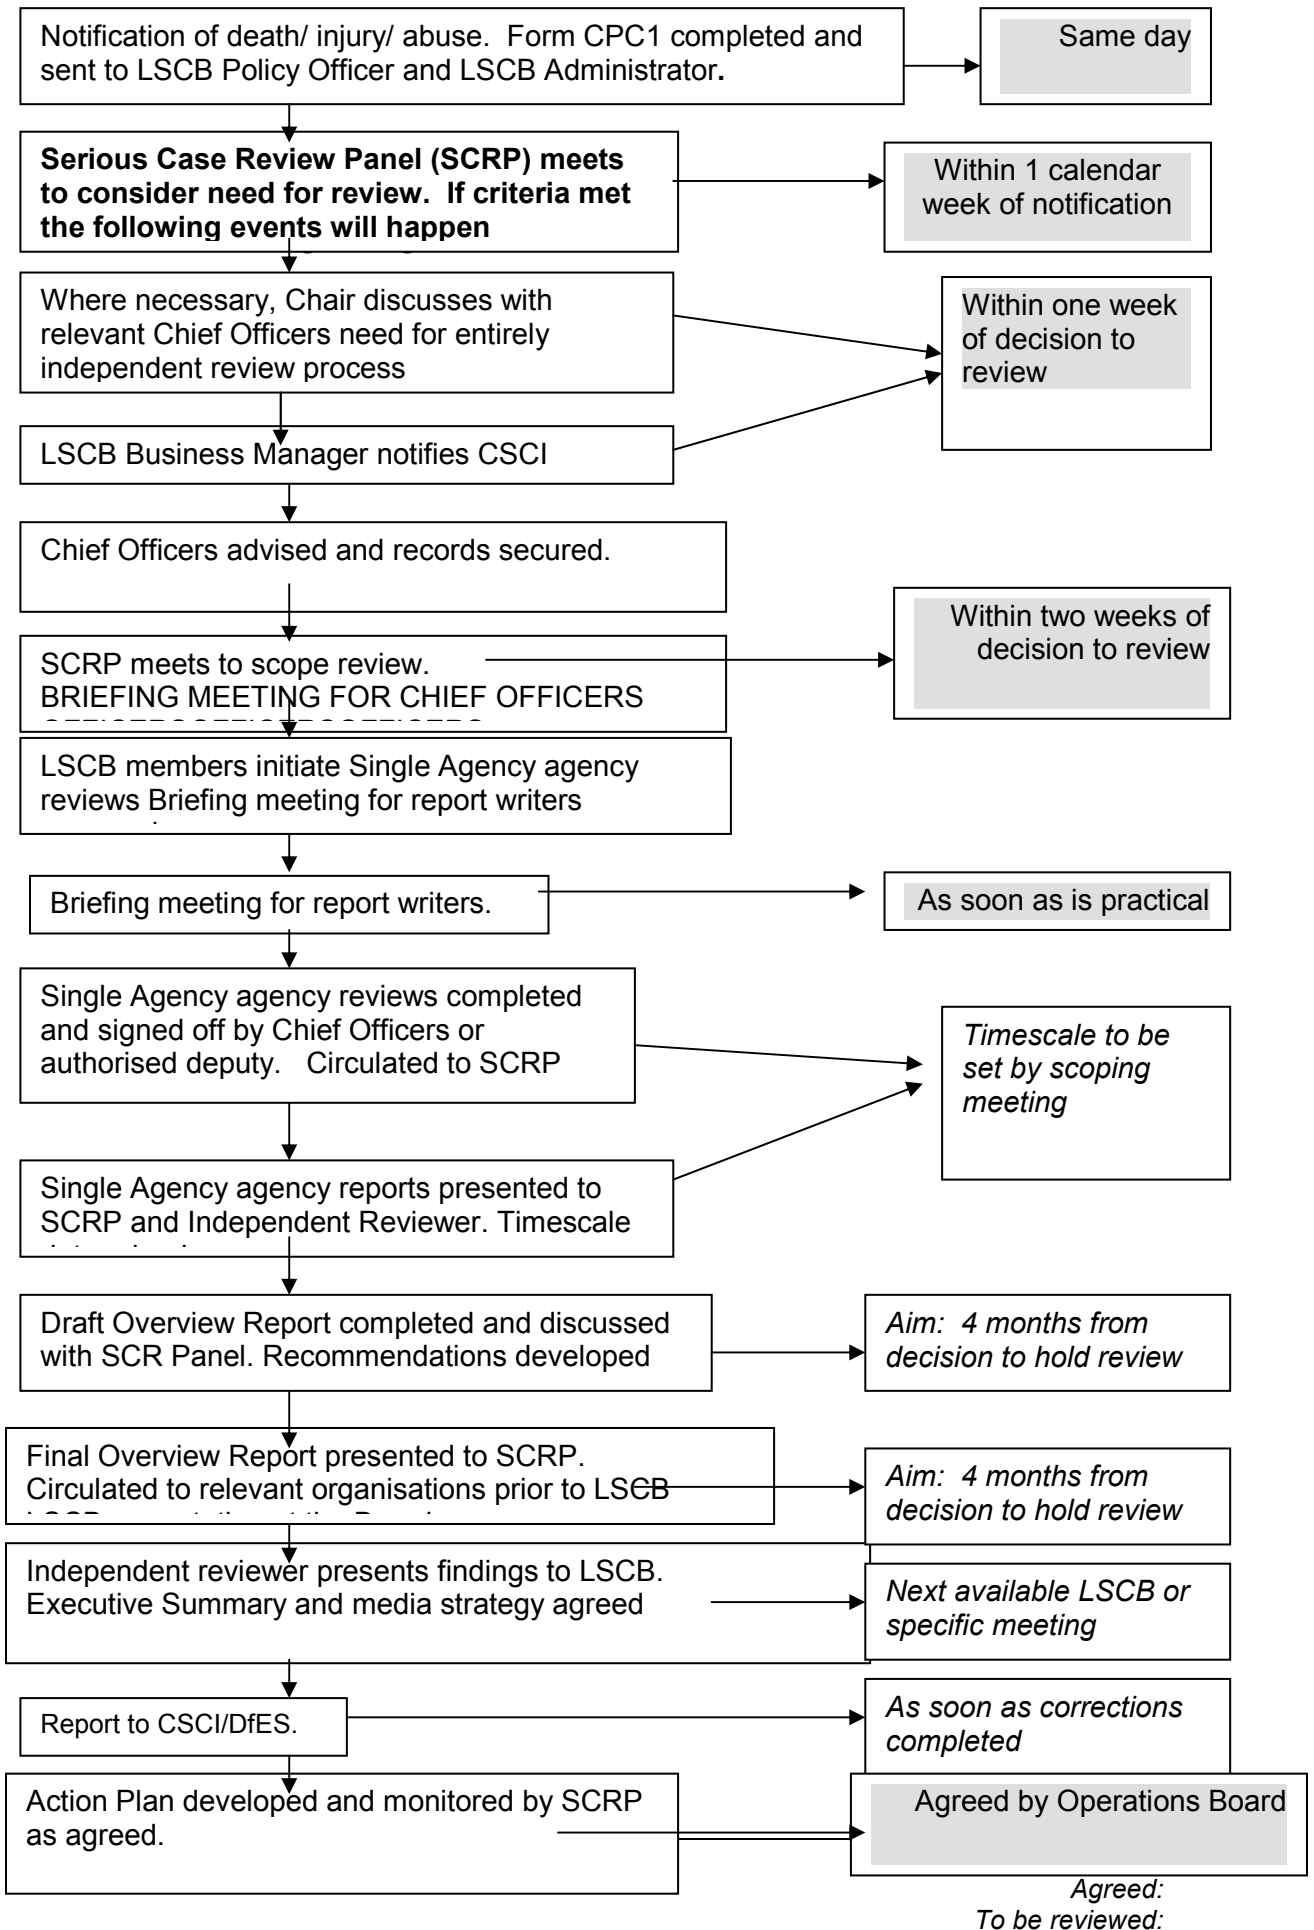 Notification of death/ injury/ abuse.  Form CPC1 completed and
sent to LSCB Policy Officer and LSCB Administrator.
Same day
Serious Case Review Panel (SCRP) meets
to consider need for review.  If criteria met
the following events will happen
Within 1 calendar
week of notification
Where necessary, Chair discusses with
relevant Chief Officers need for entirely
independent review process
Within one week
of decision to
review
LSCB Business Manager notifies CSCI
Chief Officers advised and records secured.
SCRP meets to scope review.
BRIEFING MEETING FOR CHIEF OFFICERS
Within two weeks of
decision to review
LSCB members initiate Single Agency agency
reviews Briefing meeting for report writers
Briefing meeting for report writers.
As soon as is practical
Single Agency agency reviews completed
and signed off by Chief Officers or
authorised deputy.   Circulated to SCRP
Timescale to be
set by scoping
meeting
Single Agency agency reports presented to
SCRP and Independent Reviewer. Timescale
Draft Overview Report completed and discussed
with SCR Panel. Recommendations developed
Aim:  4 months from
decision to hold review
Final Overview Report presented to SCRP.
Circulated to relevant organisations prior to LSCB
Aim:  4 months from
decision to hold review
Independent reviewer presents findings to LSCB.
Executive Summary and media strategy agreed
Next available LSCB or
specific meeting
Report to CSCI/DfES.
As soon as corrections
completed
Action Plan developed and monitored by SCRP
as agreed.
Agreed by Operations Board
Agreed:
To be reviewed: